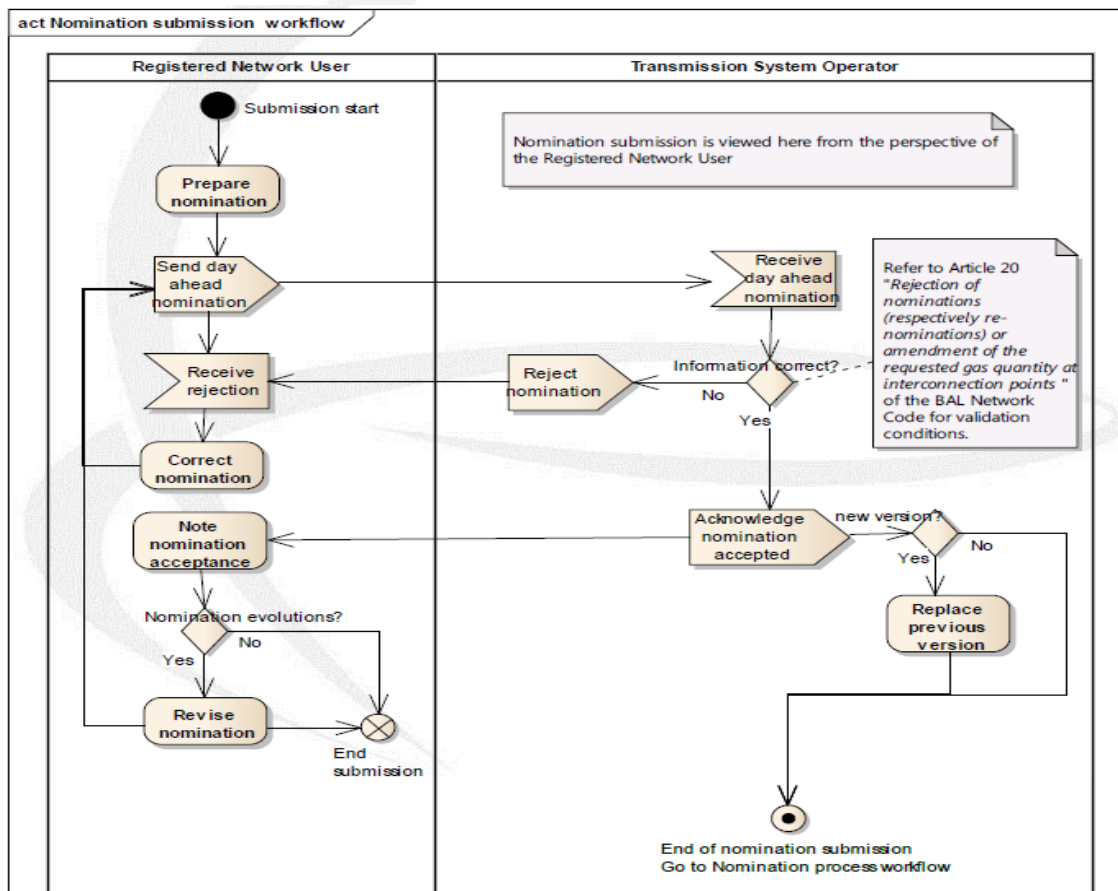 act Nomination submission workflow
Registered Network User
Transmission System Operator
Submission start
Nomination submission is viewed here from the perspective of
the Registered Network User
Prepare
nomination
Send day
ahead
nomination
Receive
day ahead
nomination
Refer to Article 20
"Rejection of
nominations
(respectively re-
nominations) or
amendment of the
requested gas quantity at
interconnection points "
of the BAL Network
Code for validation
conditions.
Receive
rejection
Reject
nomination
Information correct?
No
Yes
Correct
nomination
Note
nomination
acceptance
Acknowledge
nomination
accepted
new version?
No
Yes
Replace
previous
version
Nomination evolutions?
No
Yes
Revise
nomination
End
submission
End of nomination submission
Go to Nomination process workflow